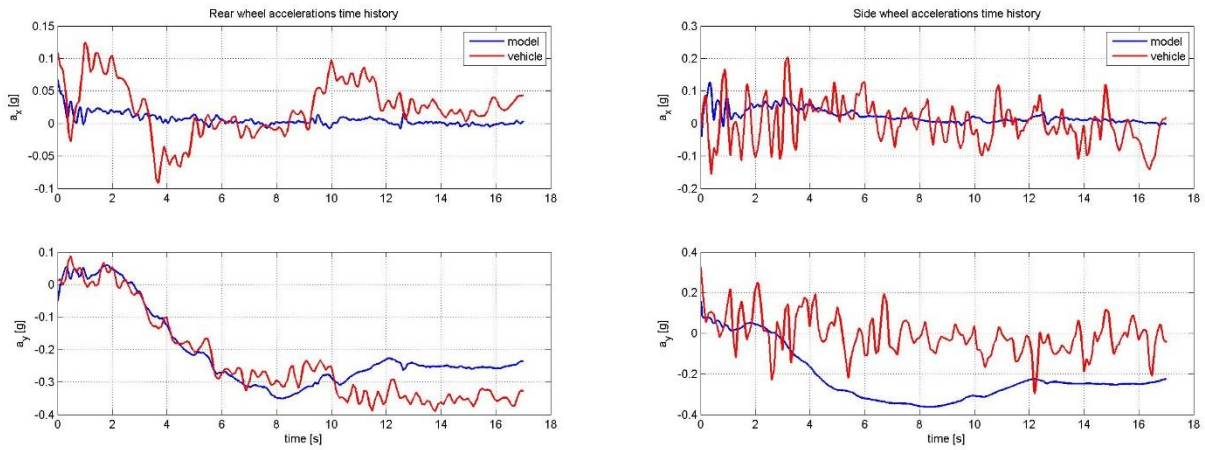 Rear wheel accelerations time history
0.15
0.1
0.05
0
-0.05
0.1
a_x [g]
model
vehicle
0 2 4 6 8 10 12 14 16 18
0.1
0
-0.1
-0.2
-0.3
-0.4
a_y [g]
0 2 4 6 8 10 12 14 16 18
time [s]
Side wheel accelerations time history
0.3
0.2
0.1
0
-0.1
0.2
a_x [g]
model
vehicle
0 2 4 6 8 10 12 14 16 18
0.4
0.2
0
-0.2
-0.4
a_y [g]
0 2 4 6 8 10 12 14 16 18
time [s]